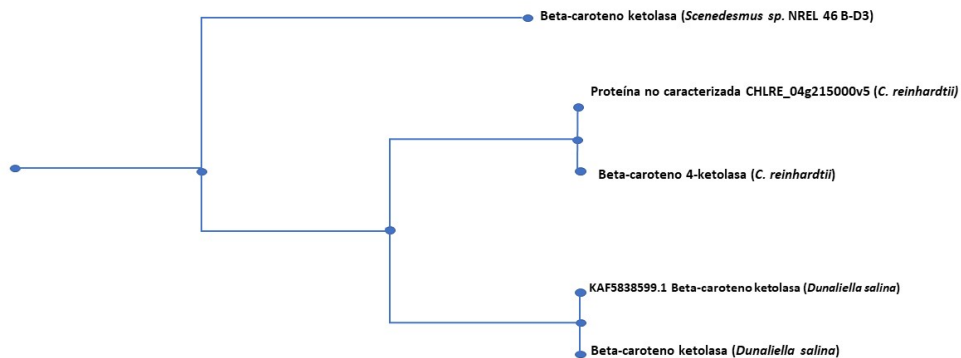 Beta-caroteno ketolasa (Scenedesmus sp. NREL 46 B-D3)
Proteína no caracterizada CHLRE_04g215000v5 (C. reinhardtii)
Beta-caroteno 4-ketolasa (C. reinhardtii)
KAF5838599.1 Beta-caroteno ketolasa (Dunaliella salina)
Beta-caroteno ketolasa (Dunaliella salina)